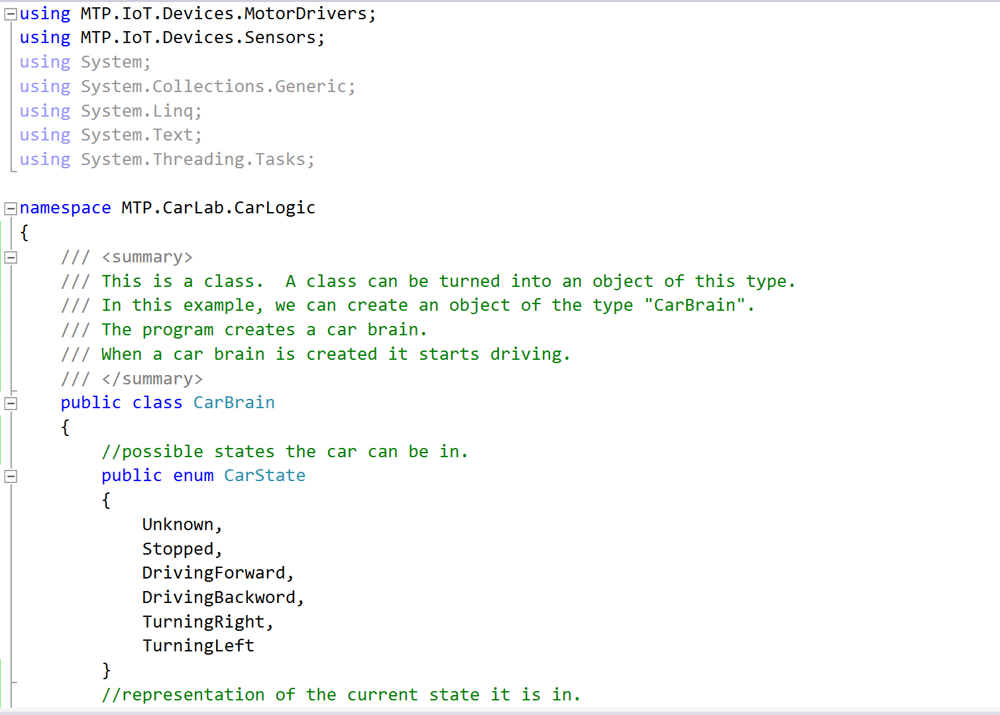 using MTP.IoT.Devices.MotorDrivers;
using MTP.IoT.Devices.Sensors;
using System;
using System.Collections.Generic;
using System.Linq;
using System.Text;
using System.Threading.Tasks;
namespace MTP.CarLab.CarLogic
{
/// <summary>
/// This is a class.  A class can be turned into an object of this type.
/// In this example, we can create an object of the type "CarBrain".
/// The program creates a car brain.
/// When a car brain is created it starts driving.
/// </summary>
public class CarBrain
{
//possible states the car can be in.
public enum CarState
{
Unknown,
Stopped,
DrivingForward,
DrivingBackword,
TurningRight,
TurningLeft
}
//representation of the current state it is in.